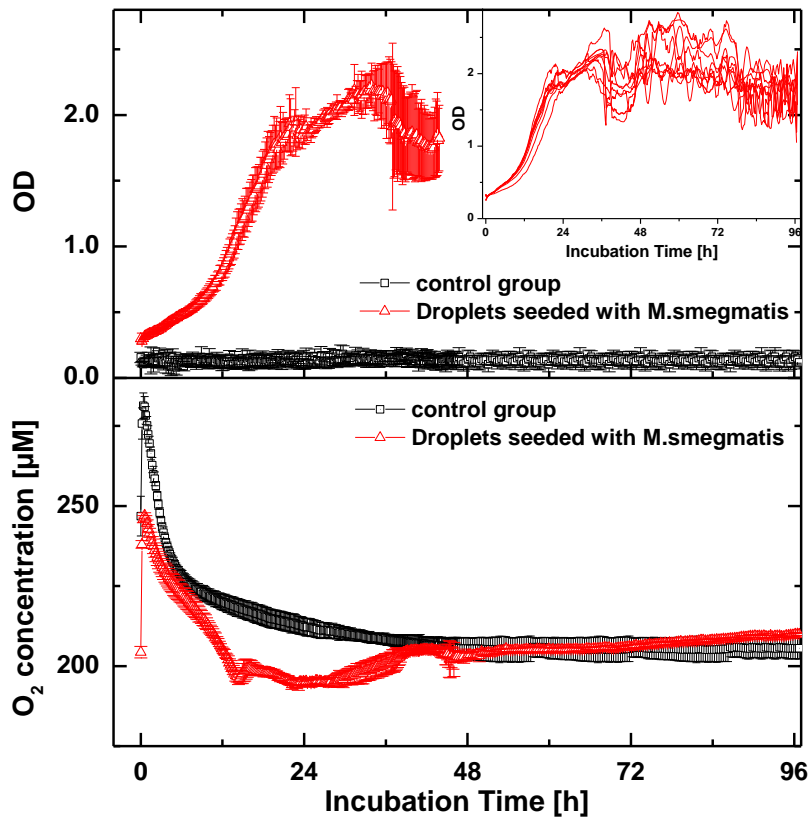 OD
2.0
1.0
0.0
OD
2
1
0
0
24
48
72
96
Incubation Time [h]
control group
Droplets seeded with M.smegmatis
O2 concentration [µM]
250
200
control group
Droplets seeded with M.smegmatis
0
24
48
72
96
Incubation Time [h]